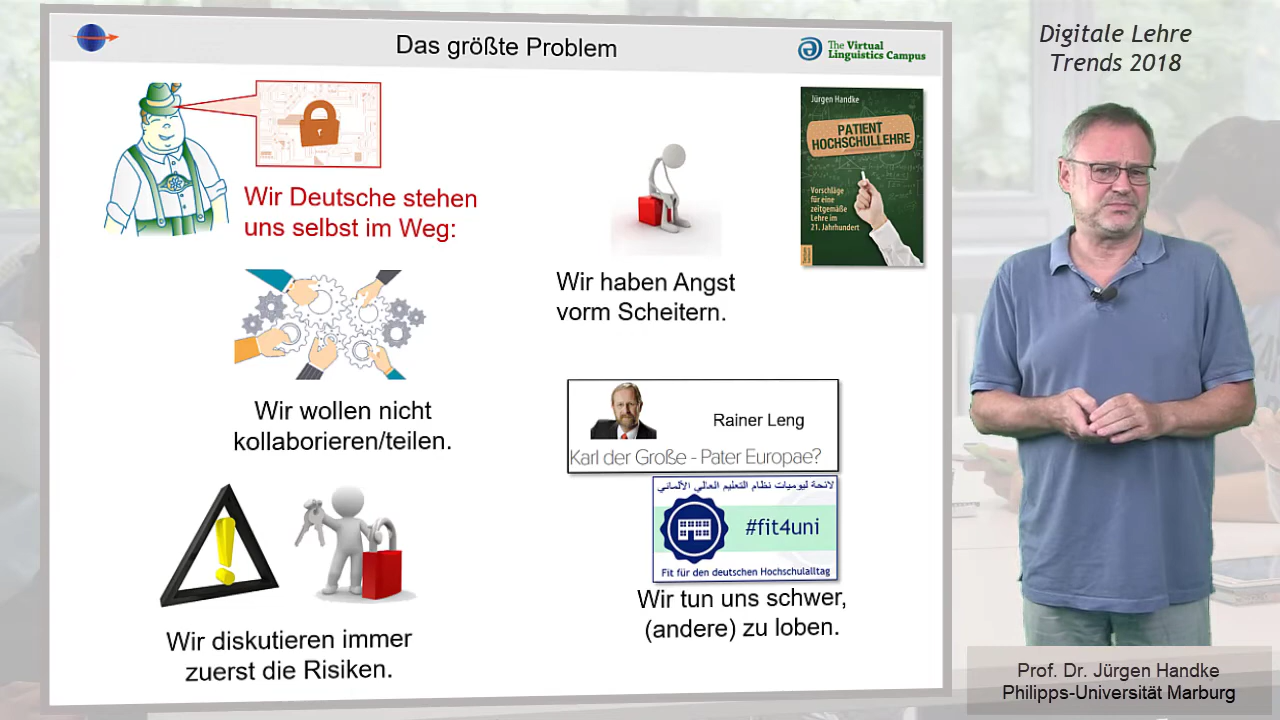 Das größte Problem
The Virtual
Linguistics Campus
Digitale Lehre
Trends 2018
Wir Deutsche stehen
uns selbst im Weg:
Jürgen Handke
PATIENT
HOCHSCHULLEHRE
Vorschläge
für eine
zeitgemäße
Lehre im
21. Jahrhundert
Wir haben Angst
vorm Scheitern.
Wir wollen nicht
kollaborieren/teilen.
Rainer Leng
Karl der Große - Pater Europae?
لائحة ليوميات نظام التعليم العالي الألماني
#fit4uni
Fit für den deutschen Hochschulalltag
Wir tun uns schwer,
(andere) zu loben.
Wir diskutieren immer
zuerst die Risiken.
Prof. Dr. Jürgen Handke
Philipps-Universität Marburg